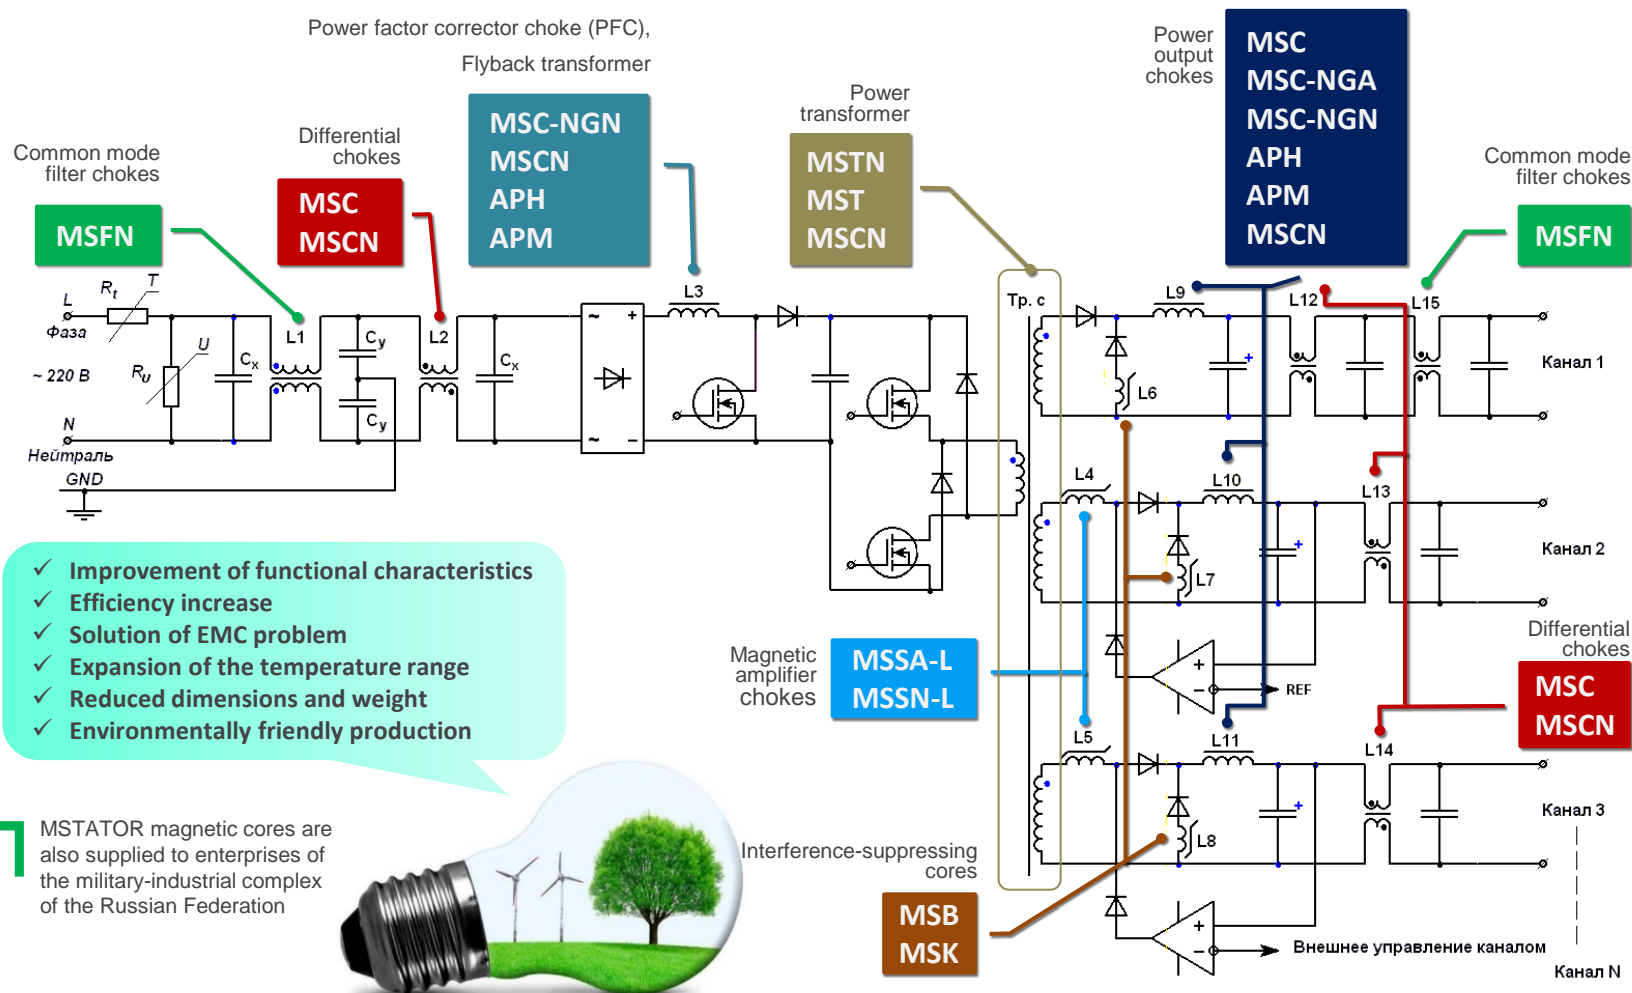 Power factor corrector choke (PFC),
Flyback transformer
MSC-NGN
MSCN
APH
APM
Differential
chokes
MSC
MSCN
Common mode
filter chokes
MSFN
Power
transformer
MSTN
MST
MSCN
Power
output
chokes
MSC
MSC-NGA
MSC-NGN
APH
APM
MSCN
Common mode
filter chokes
MSFN
L
Фаза
Rt
T
~ 220 В
RU
U
N
Нейтраль
GND
Cx
L1
Cy
Cy
L2
Cx
~
+
~
−
L3
Тр. с
L9
L6
+
L12
L15
Канал 1
L4
L10
L7
+
L13
Канал 2
+
−
REF
L5
L11
L8
+
L14
Канал 3
+
−
Внешнее управление каналом
Канал N
Differential
chokes
MSC
MSCN
Magnetic
amplifier
chokes
MSSA-L
MSSN-L
Interference-suppressing
cores
MSB
MSK
✓ Improvement of functional characteristics
✓ Efficiency increase
✓ Solution of EMC problem
✓ Expansion of the temperature range
✓ Reduced dimensions and weight
✓ Environmentally friendly production
MSTATOR magnetic cores are
also supplied to enterprises of
the military-industrial complex
of the Russian Federation